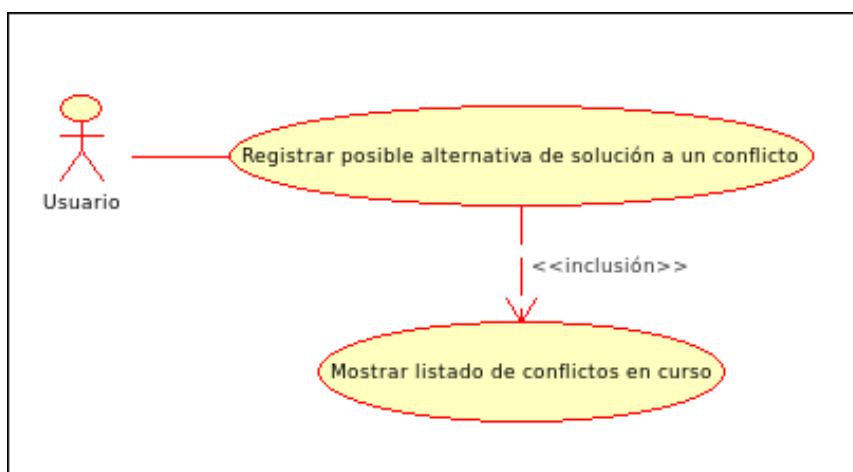 Registrar posible alternativa de solución a un conflicto
Usuario
<<inclusión>>
Mostrar listado de conflictos en curso